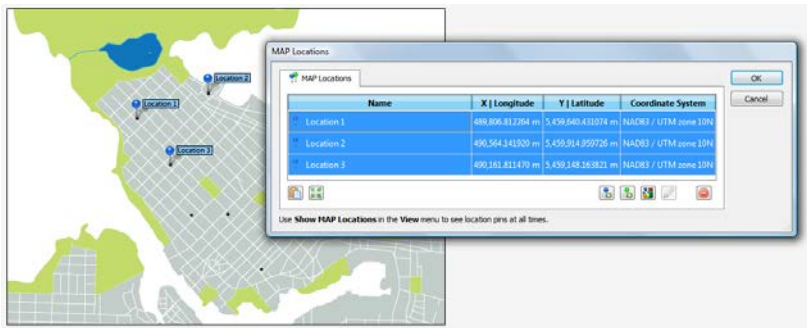 Location 2
Location 1
Location 3
MAP Locations
MAP Locations
Name X | Longitude Y | Latitude Coordinate System
Location 1 489,806.812264 m 5,459,640.431074 m NAD83 / UTM zone 10N
Location 2 490,564.141920 m 5,459,914.959726 m NAD83 / UTM zone 10N
Location 3 490,161.811470 m 5,459,148.163821 m NAD83 / UTM zone 10N
OK
Cancel
Use Show MAP Locations in the View menu to see location pins at all times.